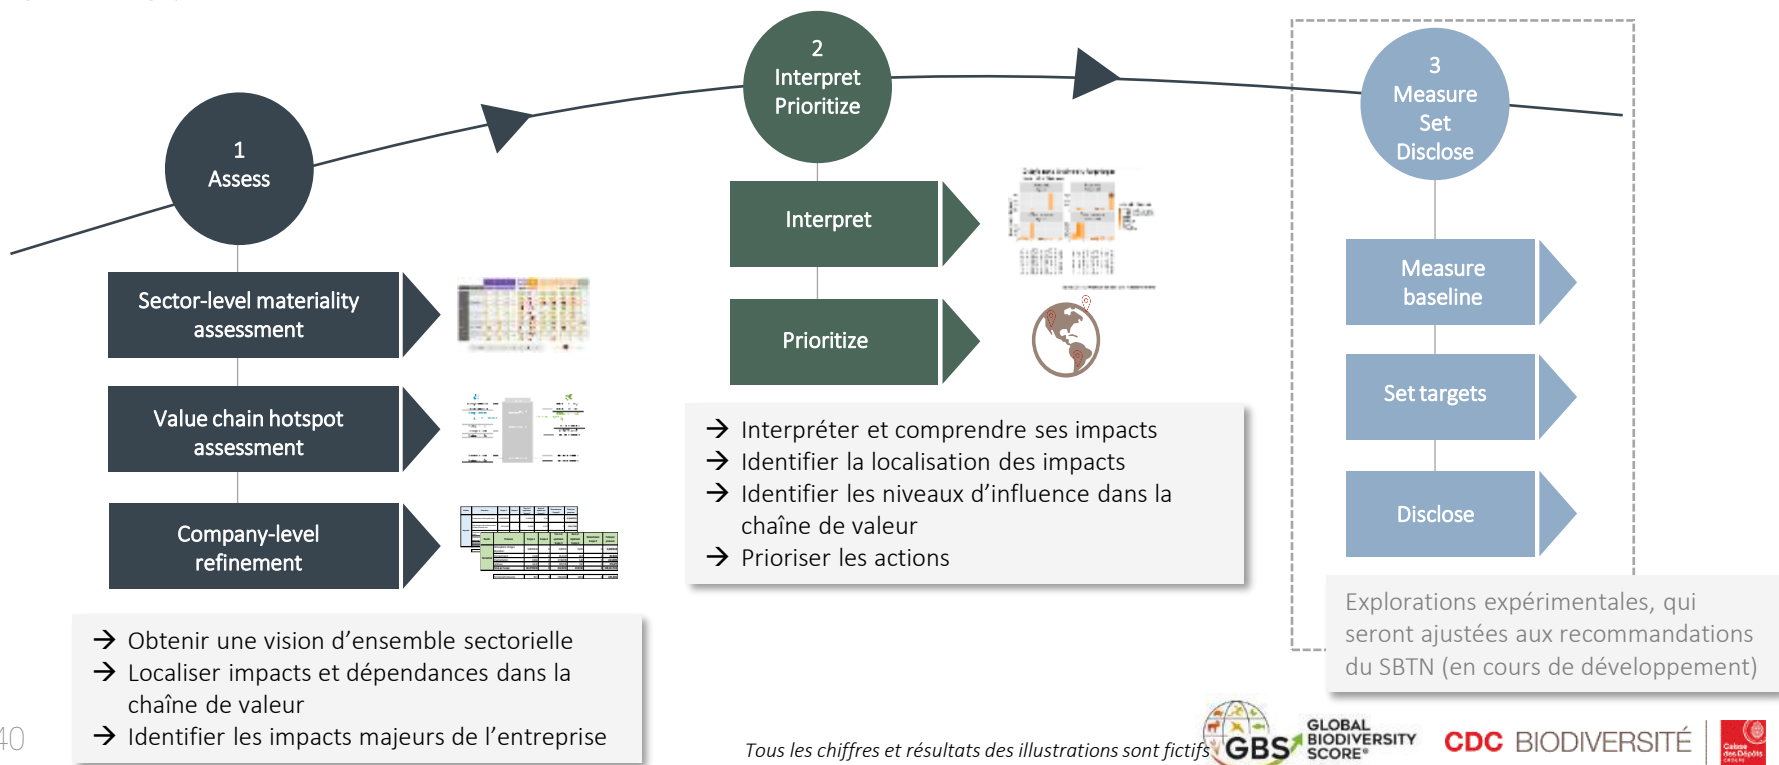 1
Assess
Sector-level materiality
assessment
Value chain hotspot
assessment
Company-level
refinement
→ Obtenir une vision d’ensemble sectorielle
→ Localiser impacts et dépendances dans la
chaîne de valeur
→ Identifier les impacts majeurs de l’entreprise
2
Interpret
Prioritize
Interpret
Prioritize
→ Interpréter et comprendre ses impacts
→ Identifier la localisation des impacts
→ Identifier les niveaux d’influence dans la
chaîne de valeur
→ Prioriser les actions
3
Measure
Set
Disclose
Measure
baseline
Set targets
Disclose
Explorations expérimentales, qui
seront ajustées aux recommandations
du SBTN (en cours de développement)
40
Tous les chiffres et résultats des illustrations sont fictifs
GBS
GLOBAL
BIODIVERSITY
SCORE®
CDC BIODIVERSITÉ
Caisse
des Dépôts
GROUPE